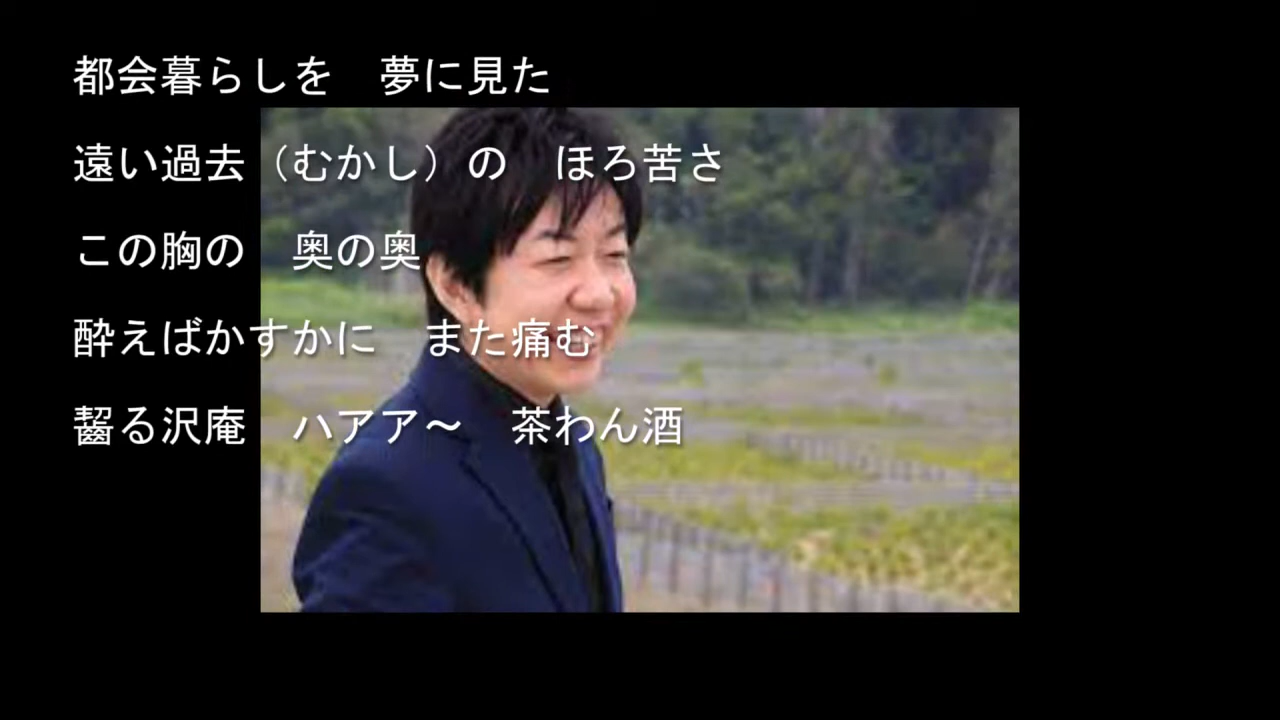 都会暮らしを　夢に見た
遠い過去（むかし）の　ほろ苦さ
この胸の　奥の奥
酔えばかすかに　また痛む
齧る沢庵　ハアア～　茶わん酒